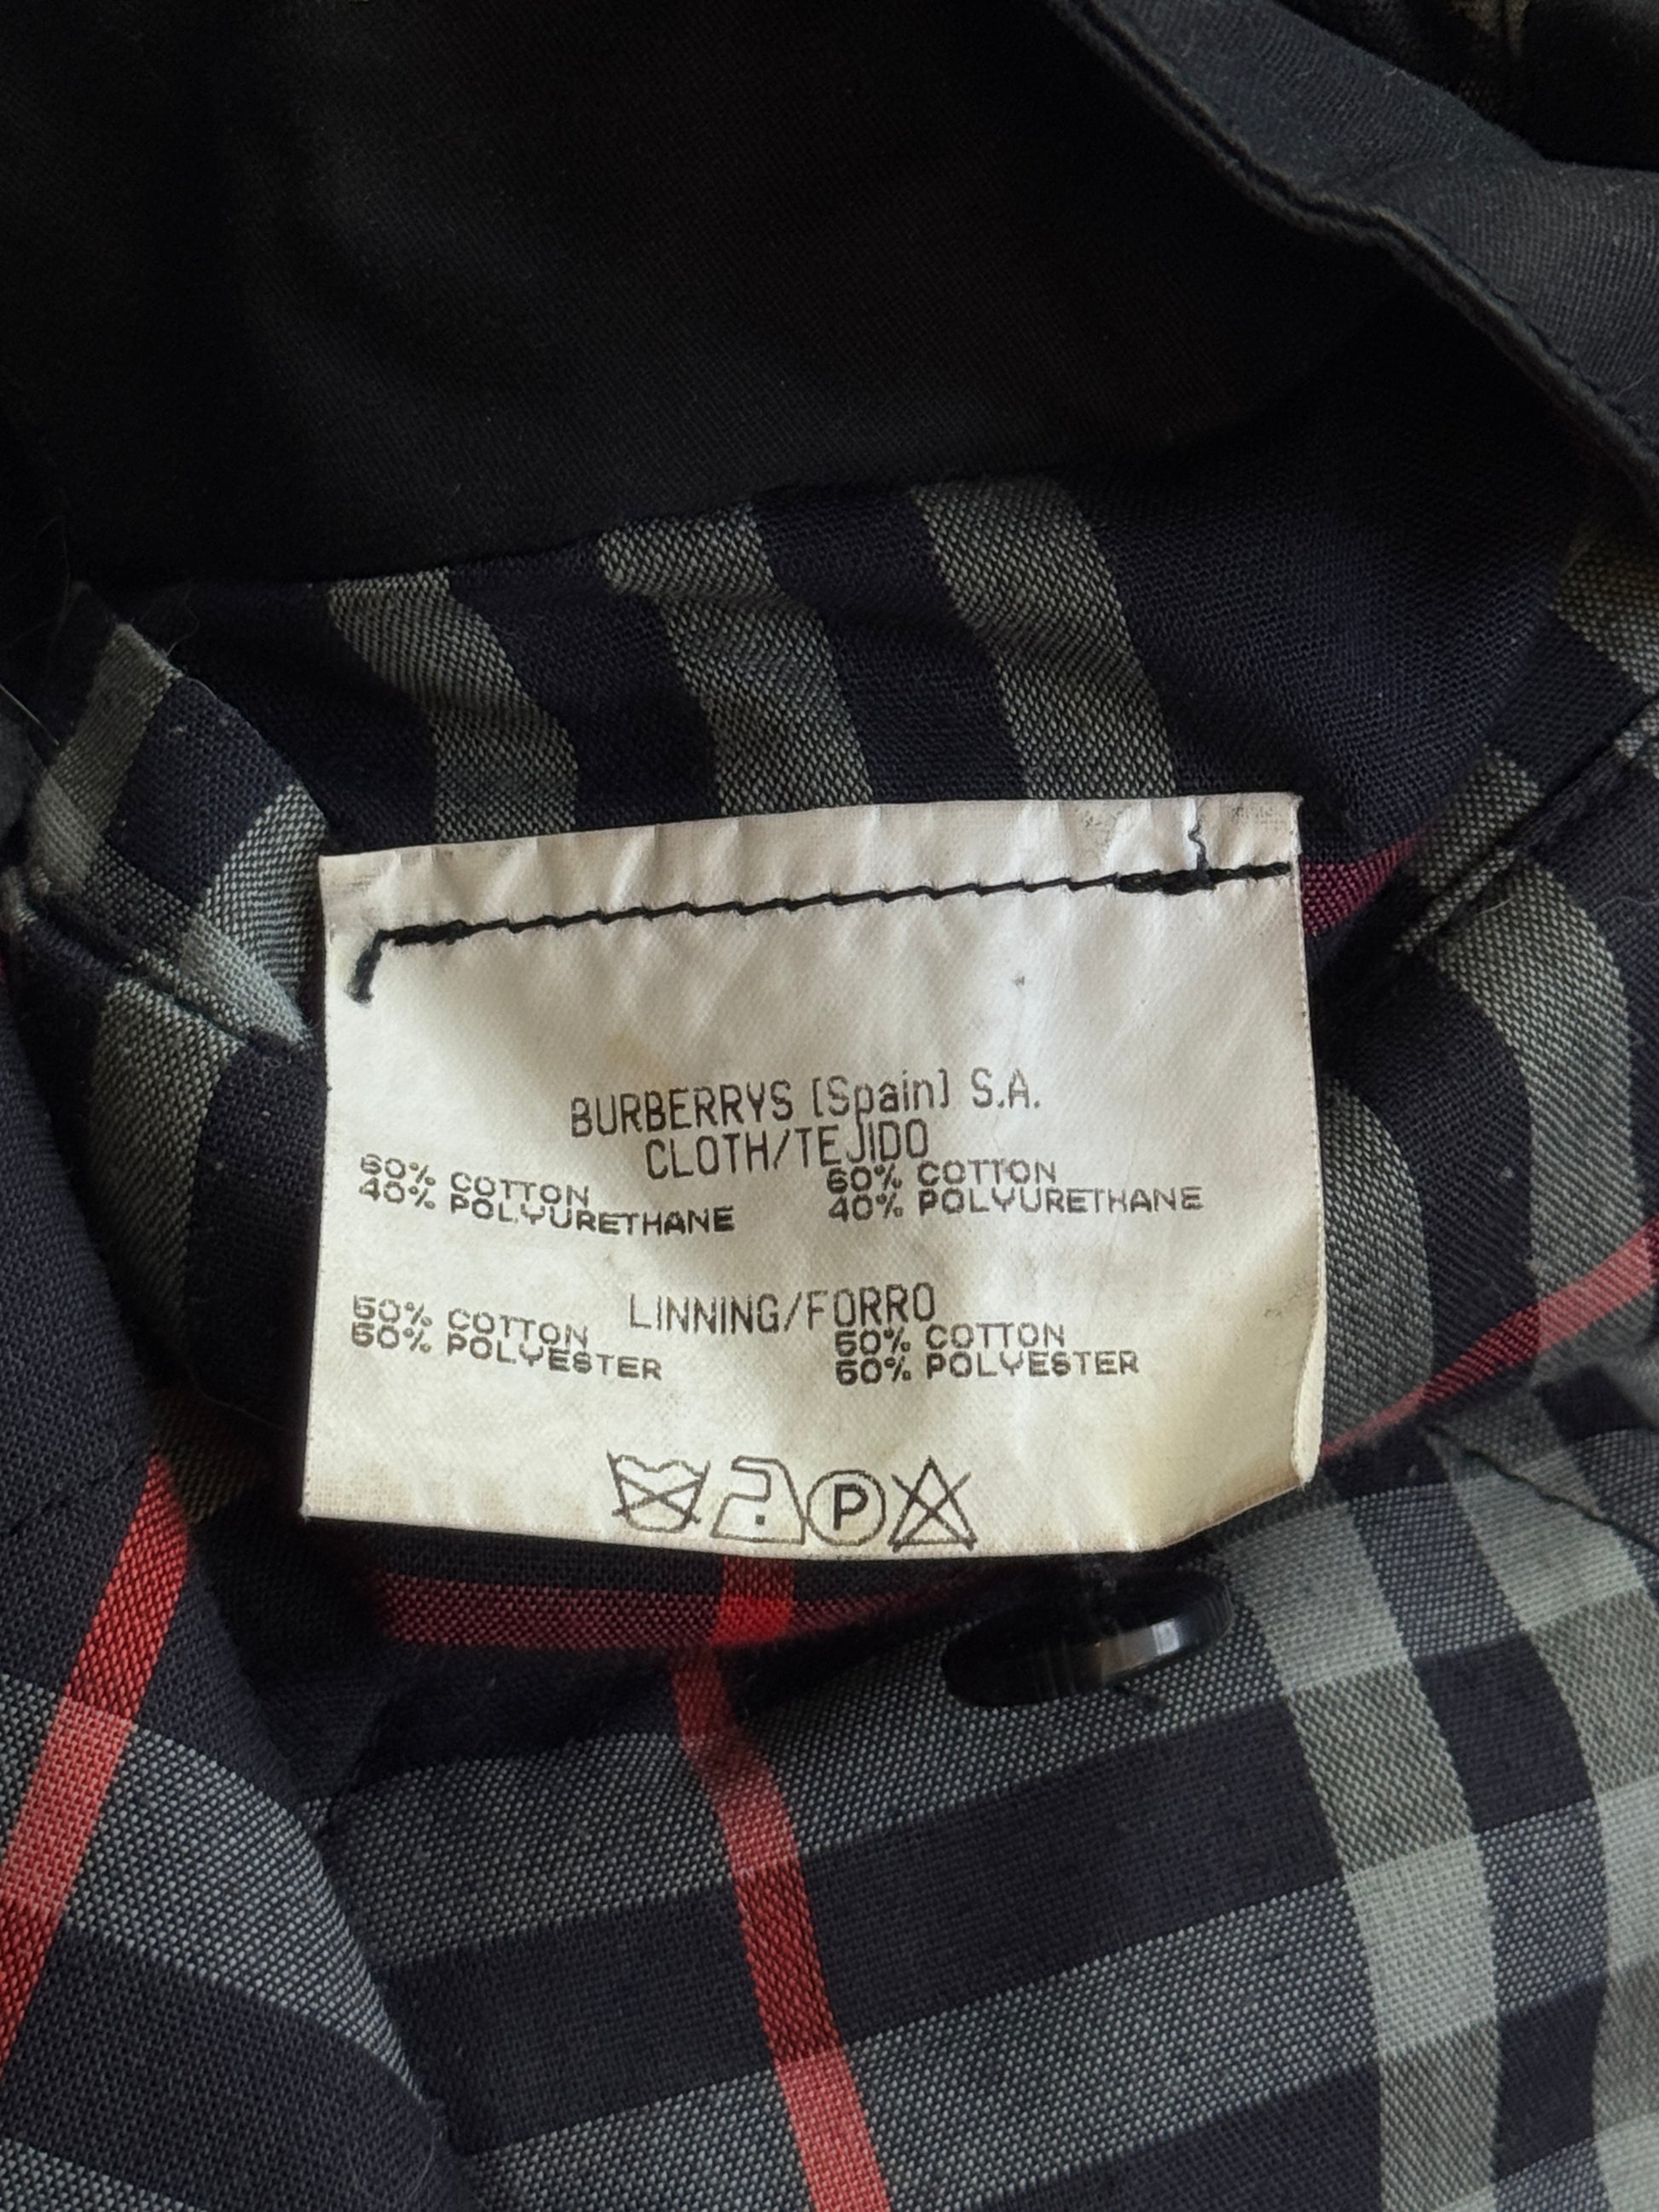 BURBERRYS [Spain] S.A.
CLOTH/TEJIDO
60% COTTON 60% COTTON
40% POLYURETHANE 40% POLYURETHANE
LINNING/FORRO
50% COTTON 50% COTTON
50% POLYESTER 50% POLYESTER
P